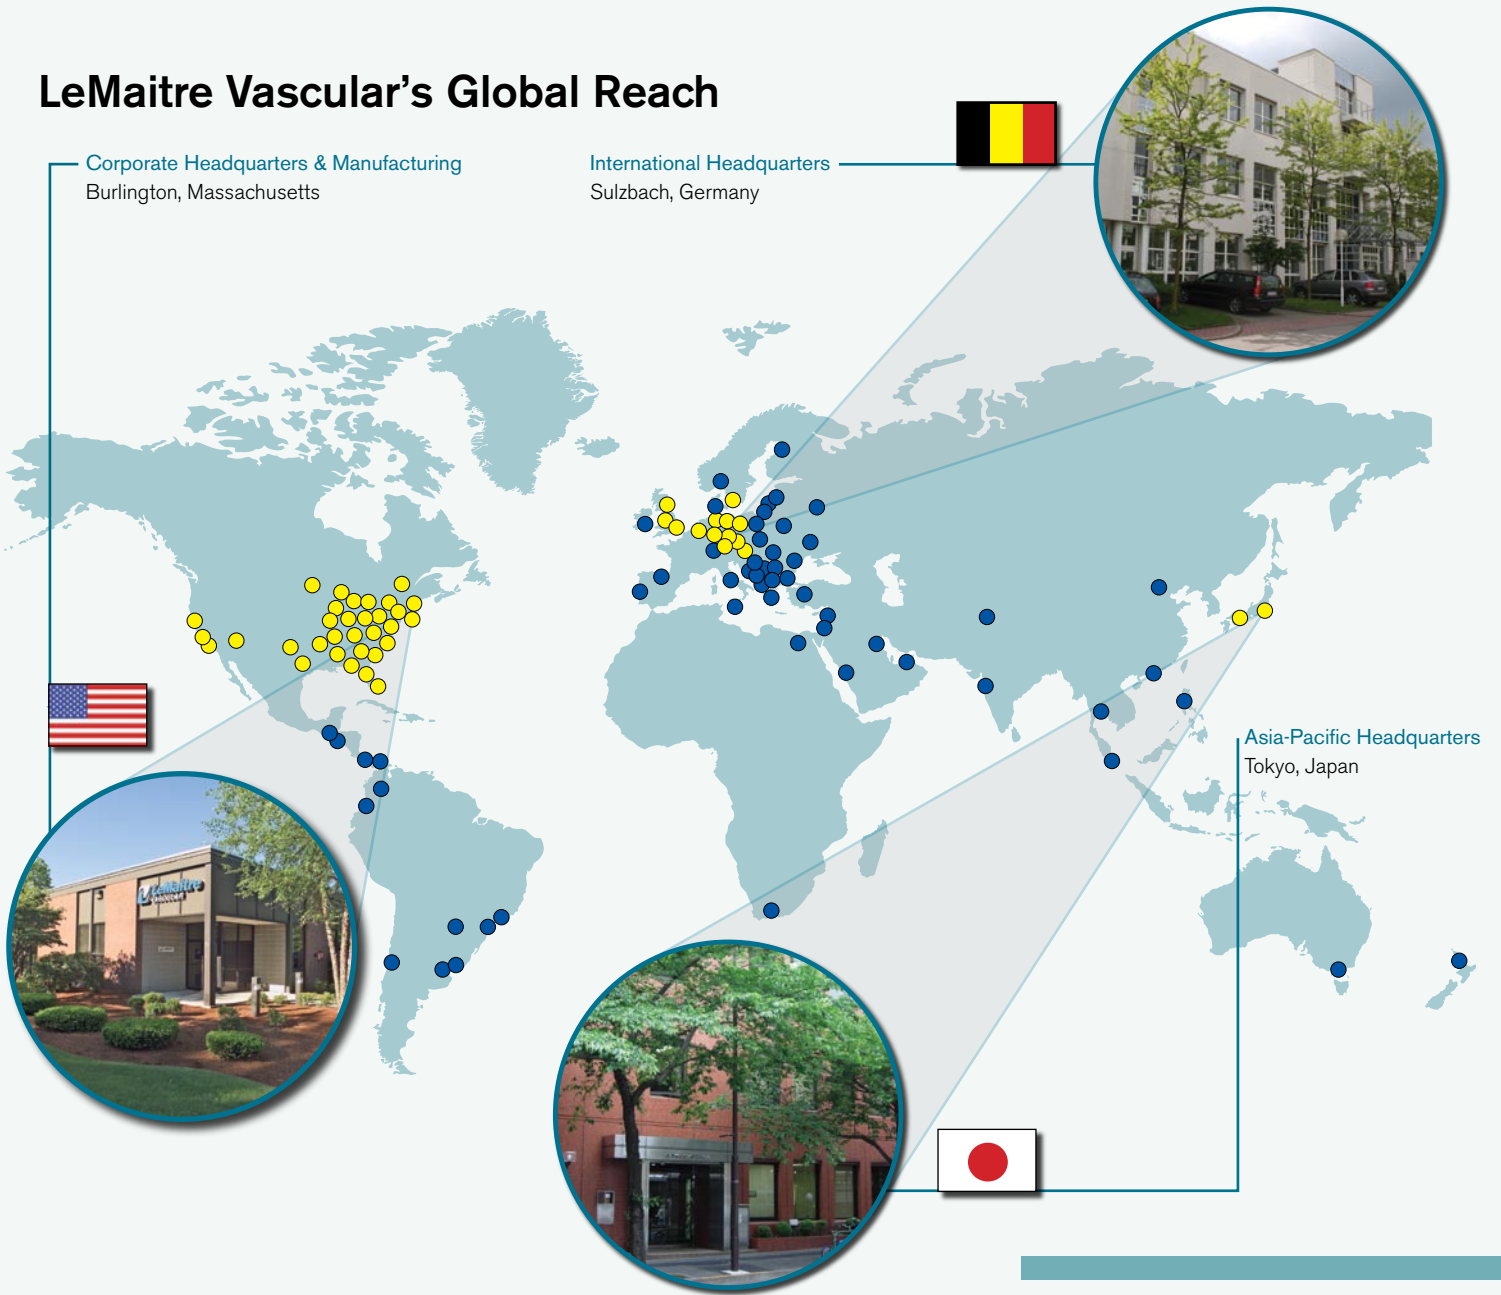 LeMaitre Vascular’s Global Reach
Corporate Headquarters & Manufacturing
Burlington, Massachusetts
International Headquarters
Sulzbach, Germany
Asia-Pacific Headquarters
Tokyo, Japan
LeMaitre
VASCULAR